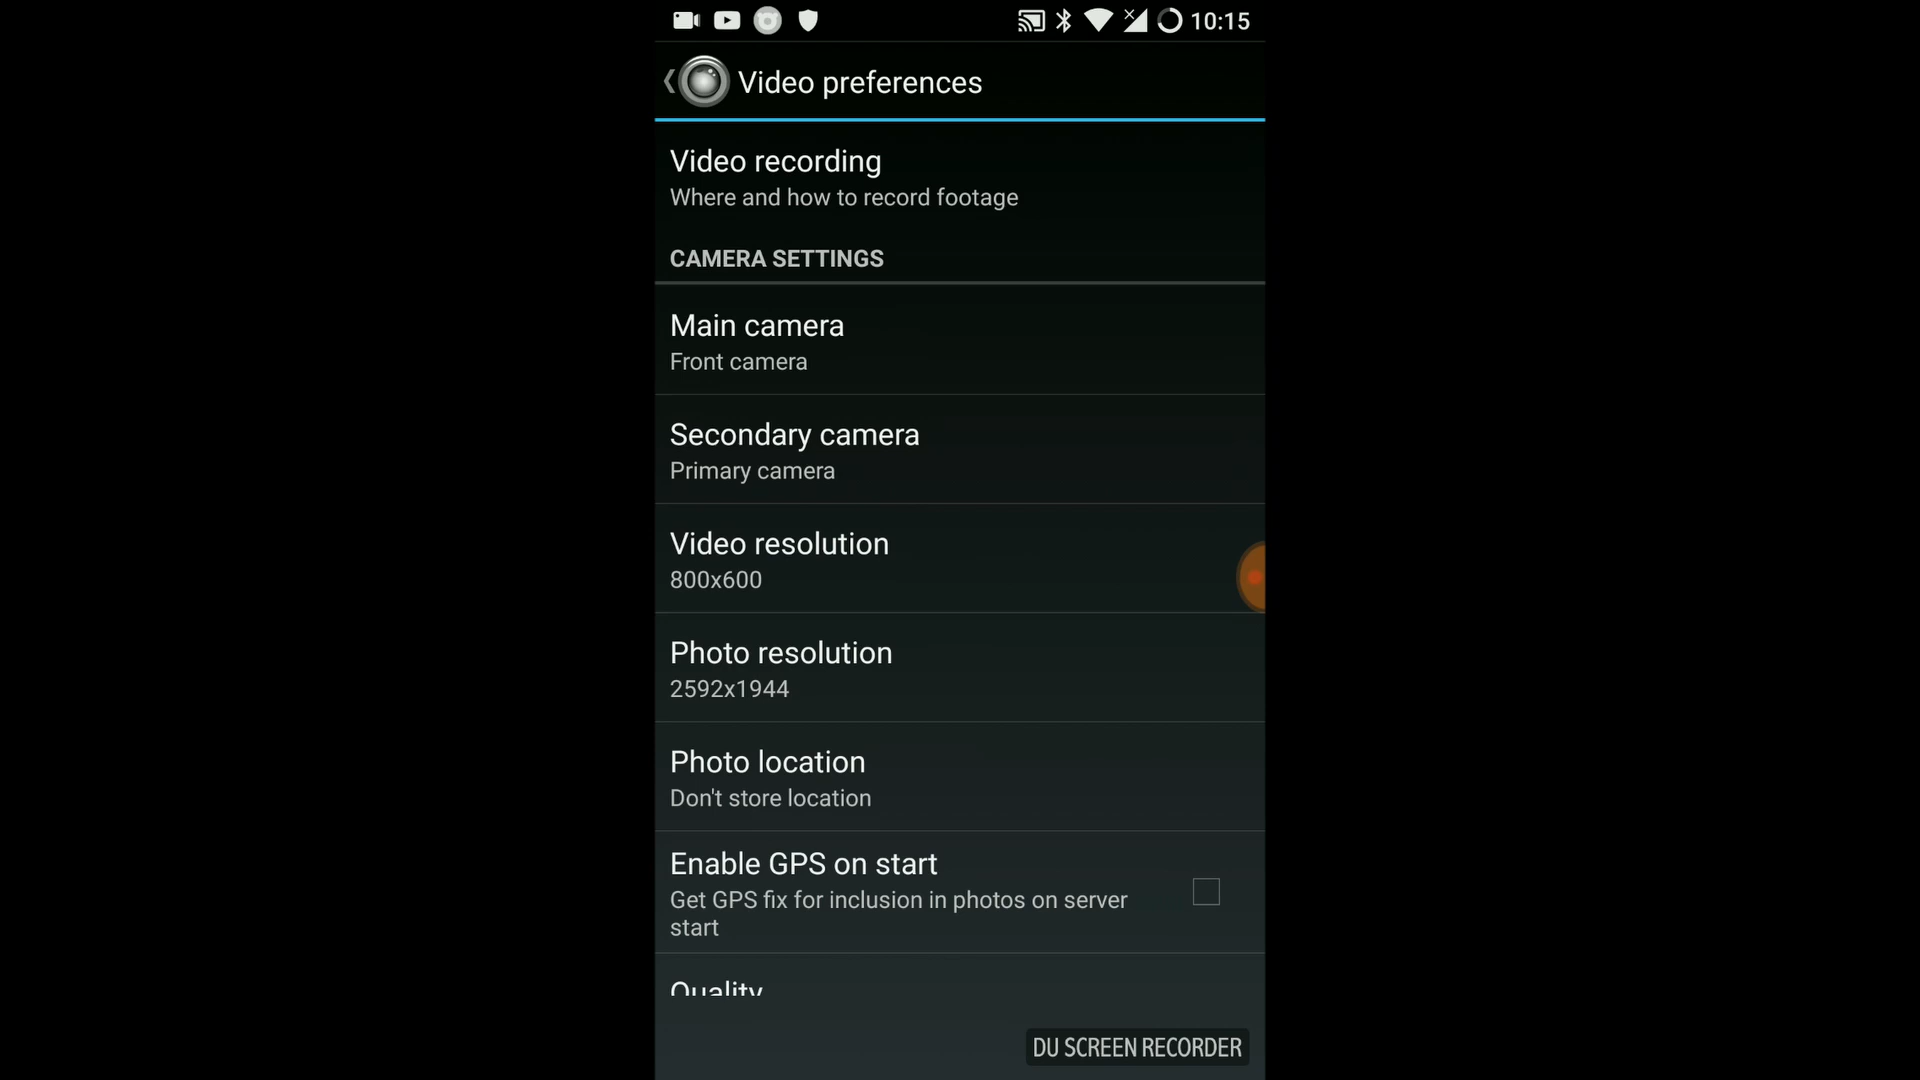 10:15
Video preferences
Video recording
Where and how to record footage
CAMERA SETTINGS
Main camera
Front camera
Secondary camera
Primary camera
Video resolution
800x600
Photo resolution
2592x1944
Photo location
Don't store location
Enable GPS on start
Get GPS fix for inclusion in photos on server
start
Quality
DU SCREEN RECORDER